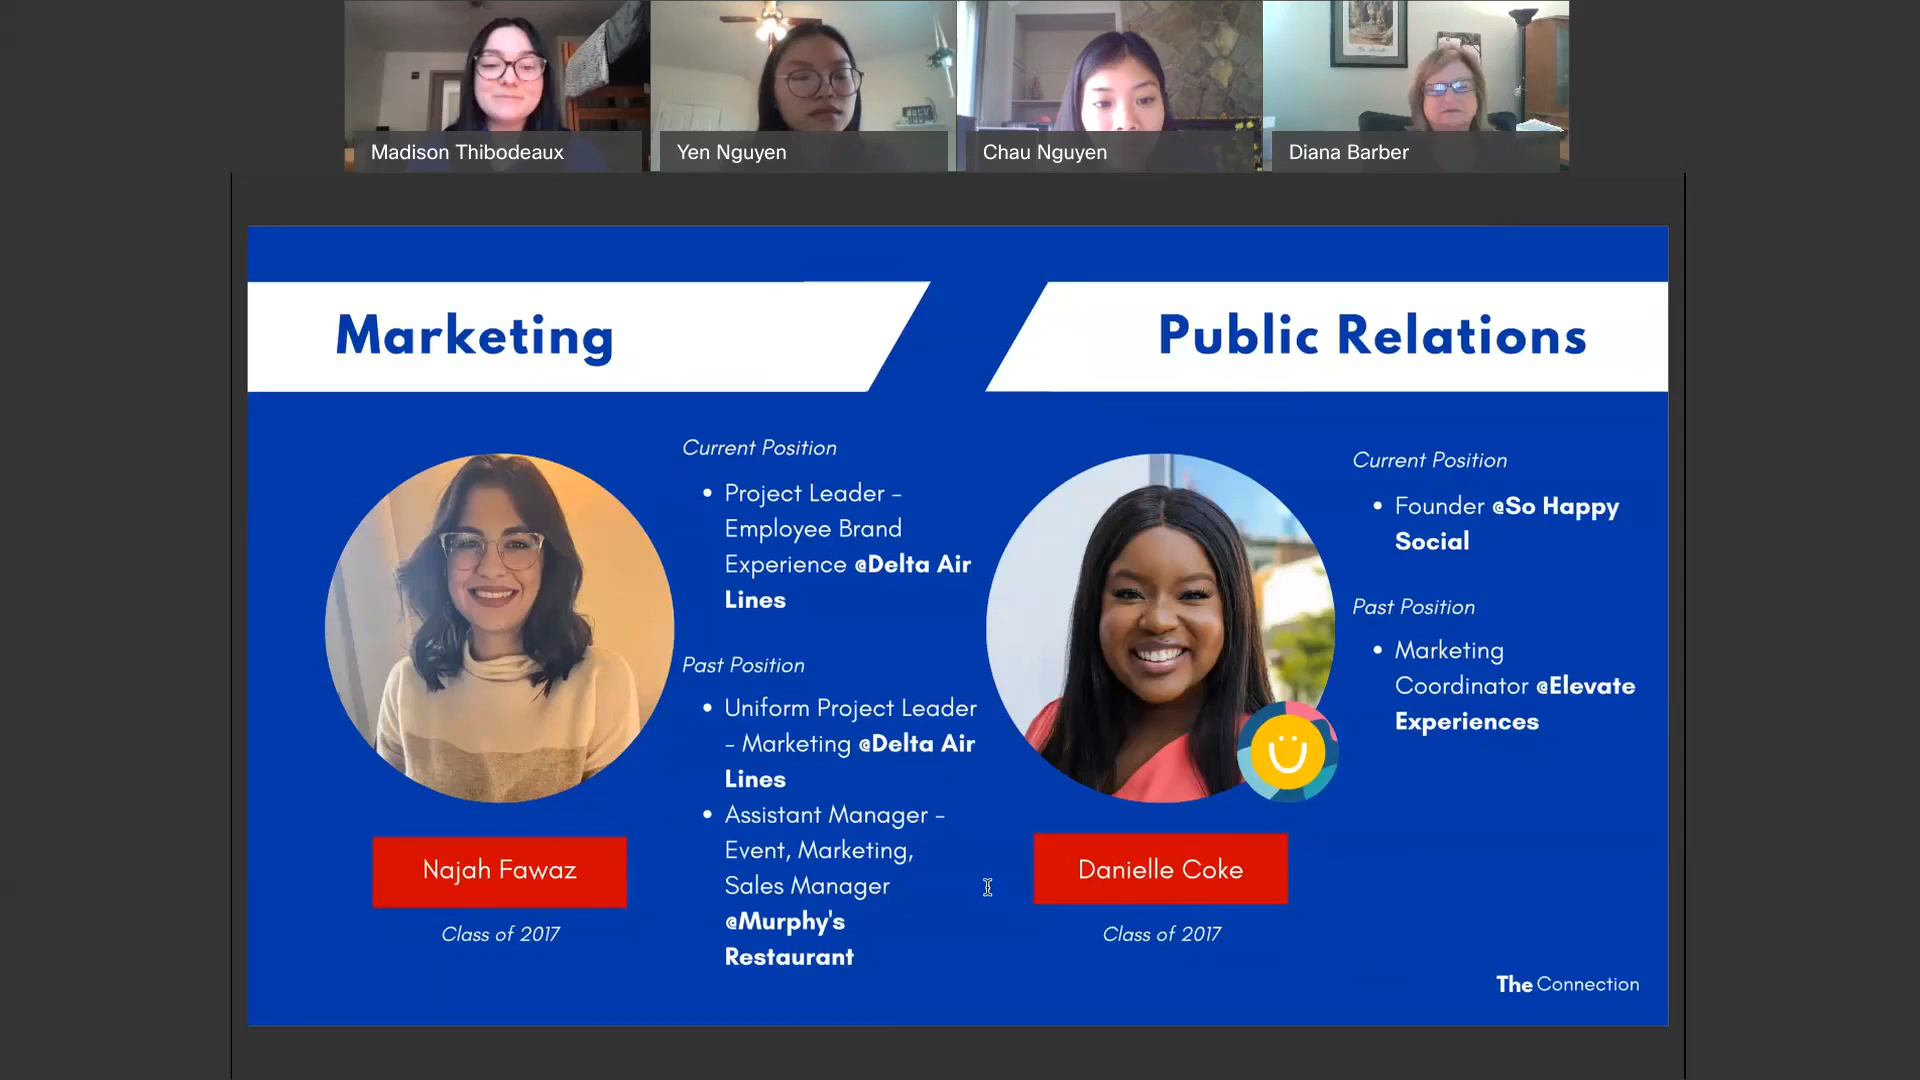 Madison Thibodeaux
Yen Nguyen
Chau Nguyen
Diana Barber
Marketing
Public Relations
Current Position
• Project Leader -
Employee Brand
Experience @Delta Air
Lines
Past Position
• Uniform Project Leader
- Marketing @Delta Air
Lines
• Assistant Manager -
Event, Marketing,
Sales Manager
@Murphy's
Restaurant
Najah Fawaz
Class of 2017
Current Position
• Founder @So Happy
Social
Past Position
• Marketing
Coordinator @Elevate
Experiences
Danielle Coke
Class of 2017
The Connection